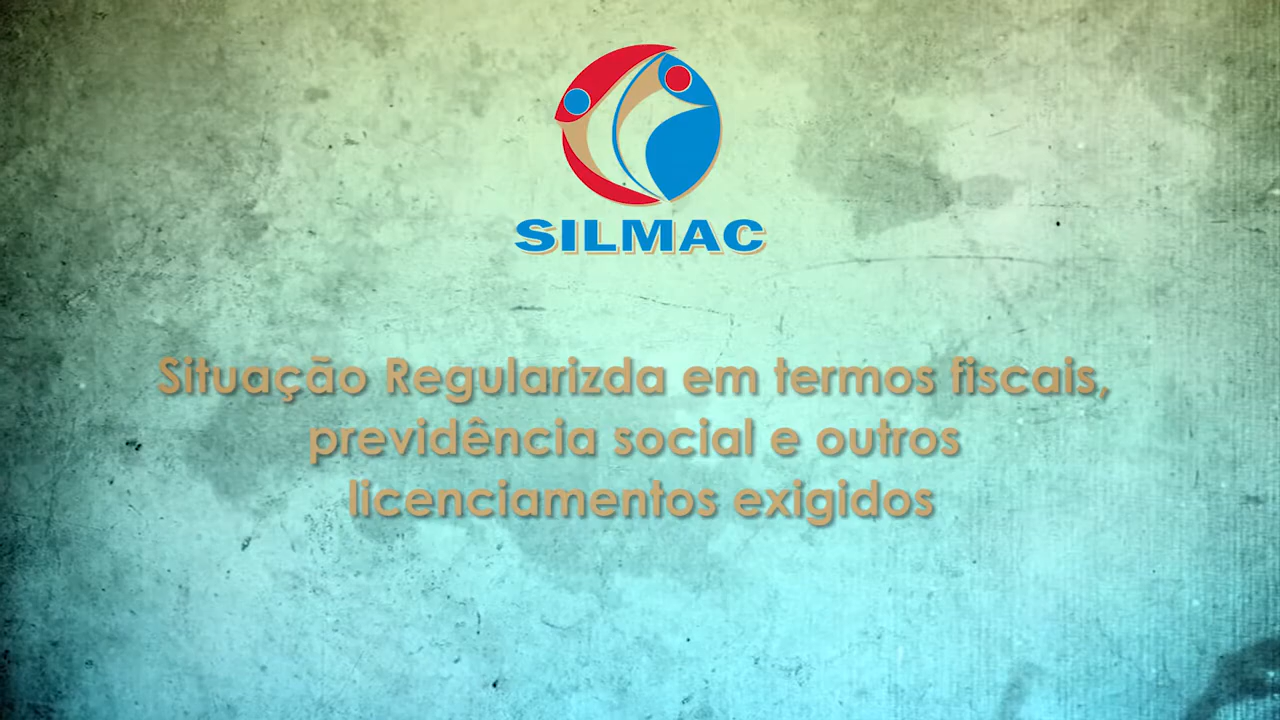 SILMAC
Situação Regularizda em termos fiscais,
previdência social e outros
licenciamentos exigidos